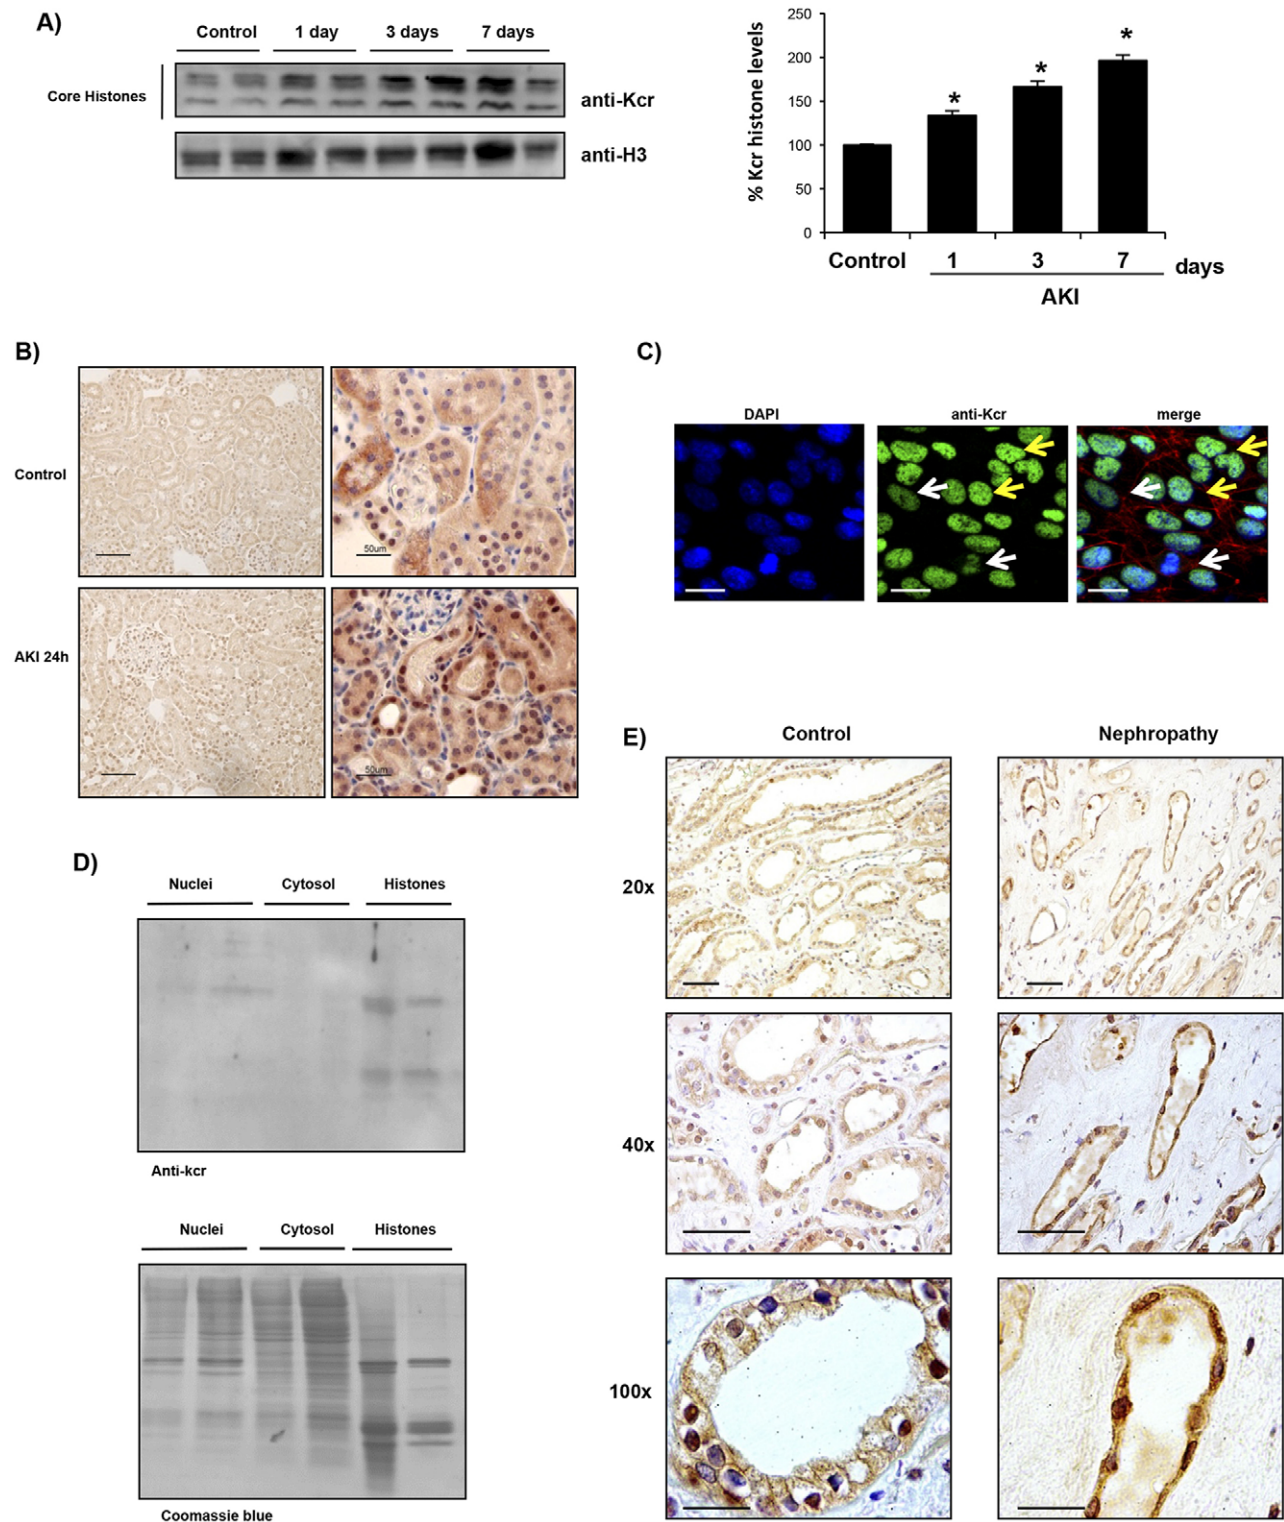 A)
Control 1 day 3 days 7 days
Core Histones
anti-Kcr
anti-H3
% Kcr histone levels
250
200
150
100
50
0
Control 1 3 7 days
AKI
B)
Control
50um
AKI 24h
50um
C)
DAPI anti-Kcr merge
* * *
D)
Nuclei Cytosol Histones
Anti-kcr
Nuclei Cytosol Histones
Coomassie blue
E)
Control Nephropathy
20x
40x
100x